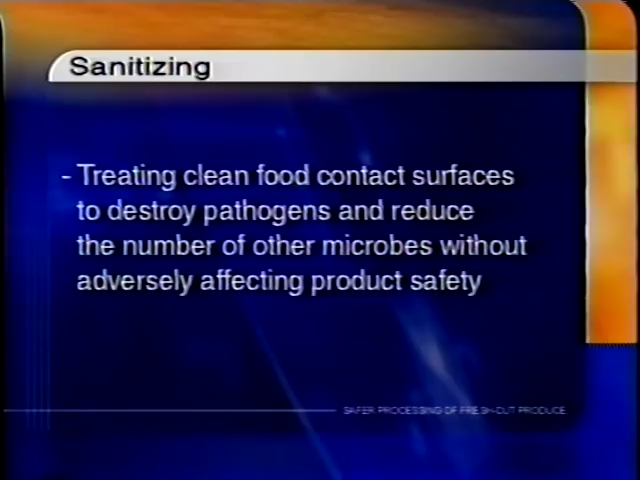 Sanitizing
- Treating clean food contact surfaces
to destroy pathogens and reduce
the number of other microbes without
adversely affecting product safety
SAFER PROCESSING OF FRESH-CUT PRODUCE